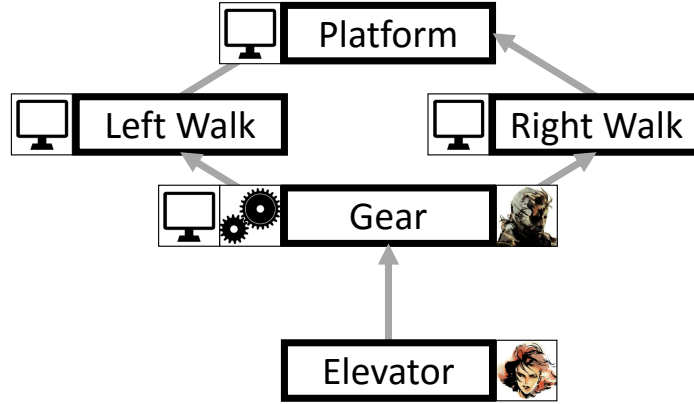 Platform
Left Walk
Right Walk
Gear
Elevator